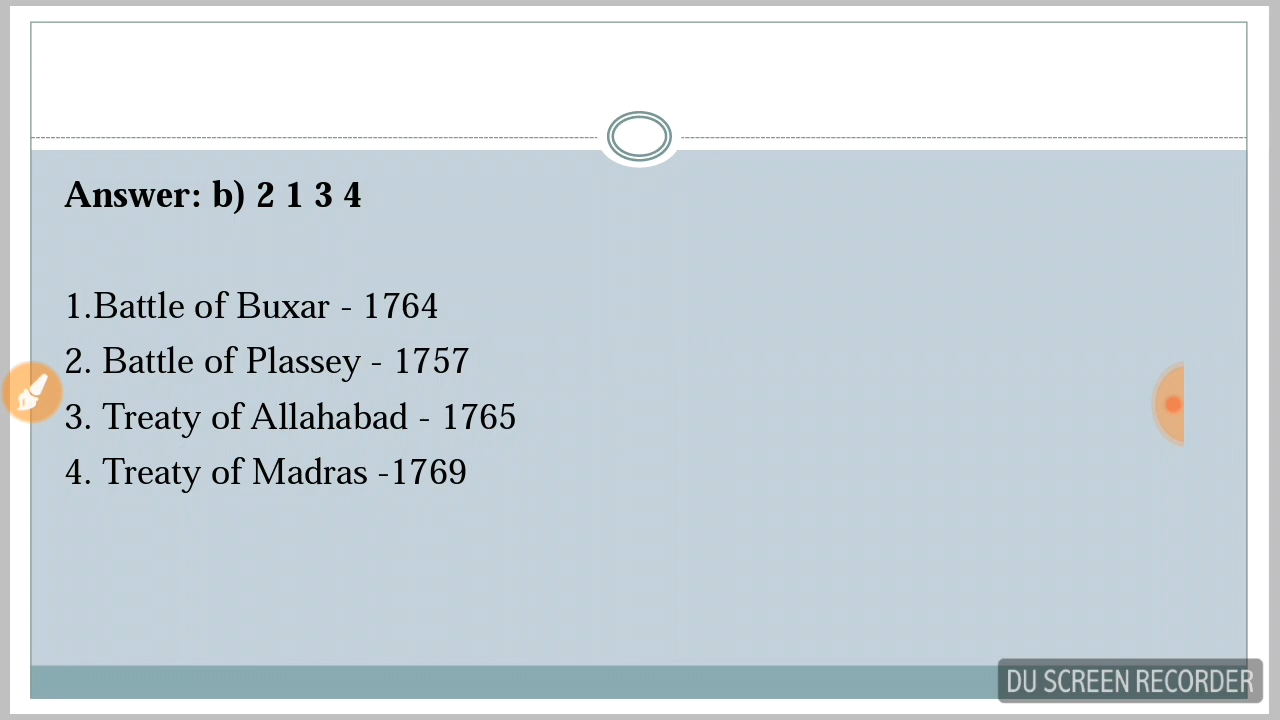 Answer: b) 2 1 3 4
1.Battle of Buxar - 1764
2. Battle of Plassey - 1757
3. Treaty of Allahabad - 1765
4. Treaty of Madras -1769
DU SCREEN RECORDER